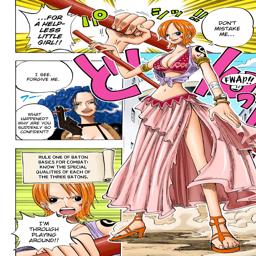 DON'T
MISTAKE
ME...
...FOR
A HELP-
LESS
LITTLE
GIRL!!
FWAP!!
I SEE.
FORGIVE ME.
WHAT
HAPPENED?
WHY ARE YOU
SUDDENLY SO
CONFIDENT?
RULE ONE OF BATON
BASICS FOR COMBAT:
KNOW THE SPECIAL
QUALITIES OF EACH OF
THE THREE BATONS.
I'M
THROUGH
PLAYING
AROUND!!